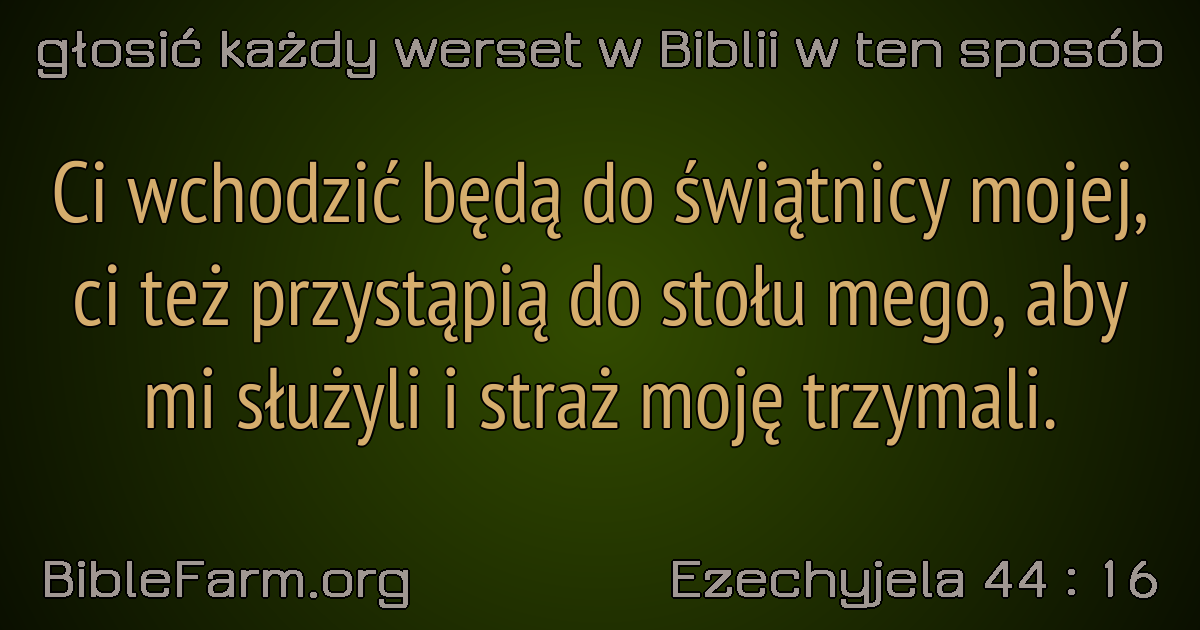 głosić każdy werset w Biblii w ten sposób
Ci wchodzić będą do świątnicy mojej,
ci też przystąpią do stołu mego, aby
mi służyli i straż moję trzymali.
BibleFarm.org
Ezechyjela 44 : 16